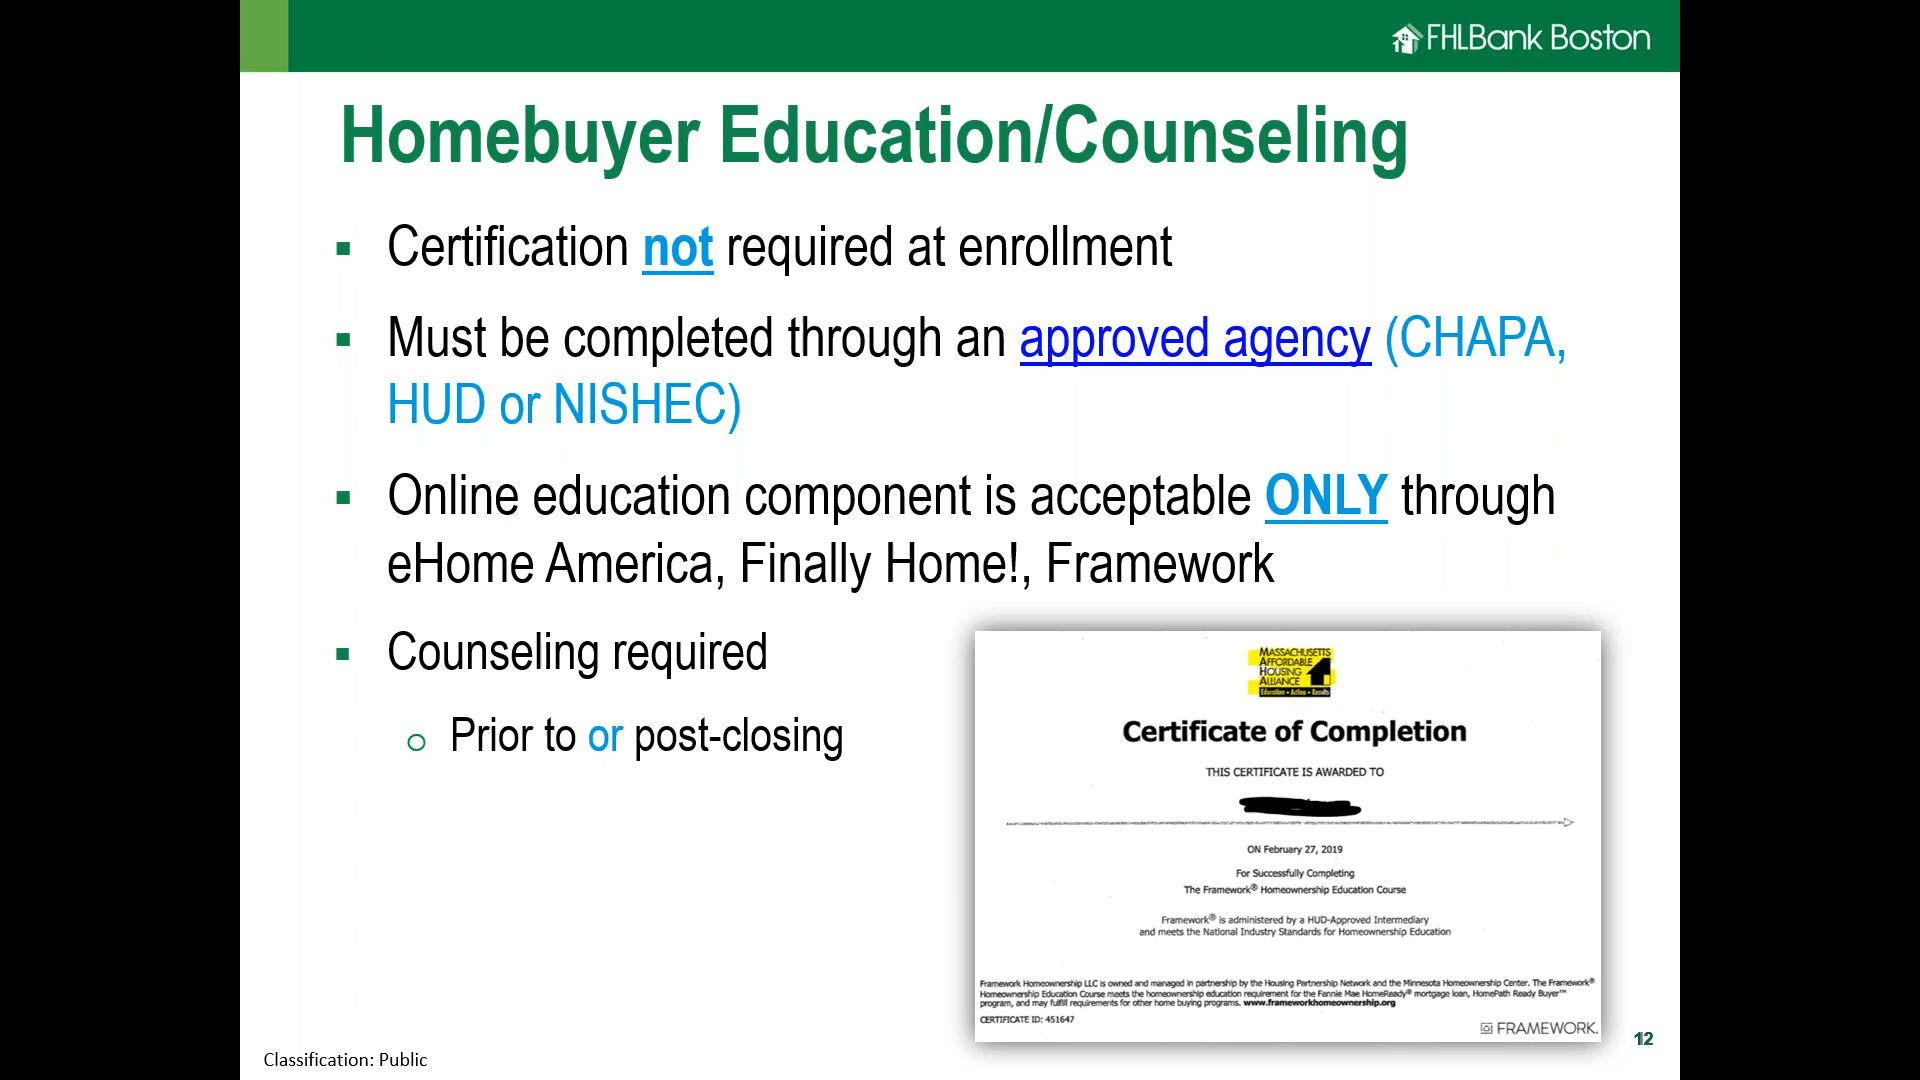 FHLBank Boston
Homebuyer Education/Counseling
▪ Certification not required at enrollment
▪ Must be completed through an approved agency (CHAPA,
HUD or NISHEC)
▪ Online education component is acceptable ONLY through
eHome America, Finally Home!, Framework
▪ Counseling required
o Prior to or post-closing
MASSACHUSETTS
AFFORDABLE
HOUSING
ALLIANCE
Education • Action • Results
Certificate of Completion
THIS CERTIFICATE IS AWARDED TO
ON February 27, 2019
For Successfully Completing
The Framework® Homeownership Education Course
Framework® is administered by a HUD-Approved Intermediary
and meets the National Industry Standards for Homeownership Education
Framework Homeownership LLC is owned and managed in partnership by the Housing Partnership Network and the Minnesota Homeownership Center. The Framework®
Homeownership Education Course meets the homeownership education requirement for the Fannie Mae HomeReady® mortgage loan, HomePath Ready Buyer™
program, and may fulfill requirements for other home buying programs. www.frameworkhomeownership.org
CERTIFICATE ID: 451647
FRAMEWORK.
12
Classification: Public